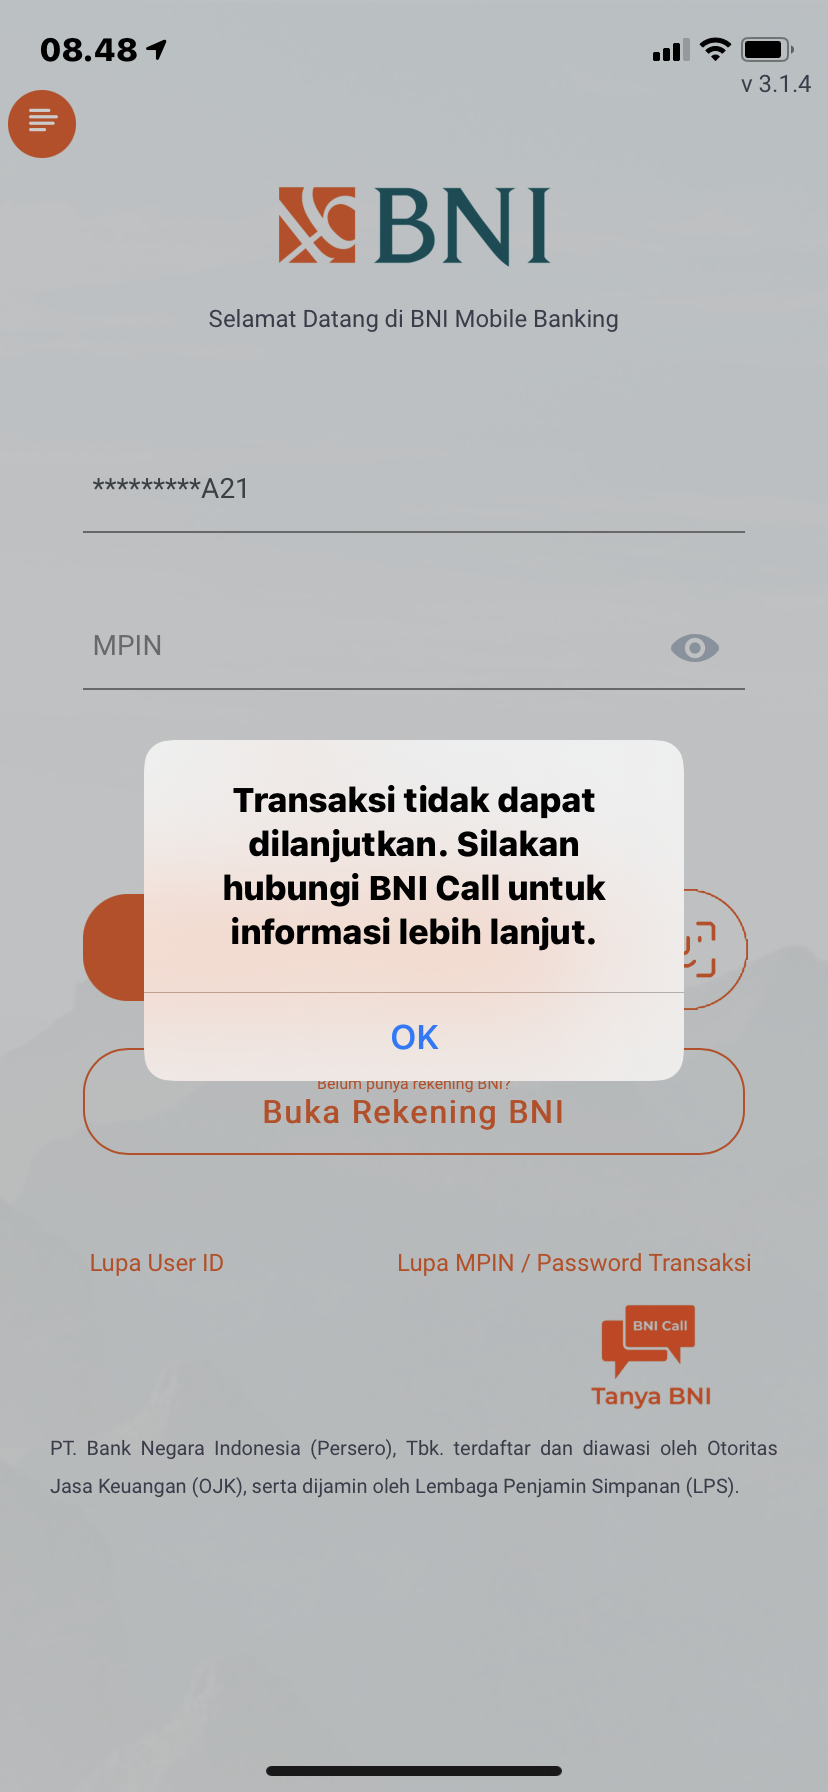 08.48
v 3.1.4
BNI
Selamat Datang di BNI Mobile Banking
*********A21
MPIN
Transaksi tidak dapat
dilanjutkan. Silakan
hubungi BNI Call untuk
informasi lebih lanjut.
OK
Belum punya rekening BNI?
Buka Rekening BNI
Lupa User ID
Lupa MPIN / Password Transaksi
BNI Call
Tanya BNI
PT. Bank Negara Indonesia (Persero), Tbk. terdaftar dan diawasi oleh Otoritas
Jasa Keuangan (OJK), serta dijamin oleh Lembaga Penjamin Simpanan (LPS).